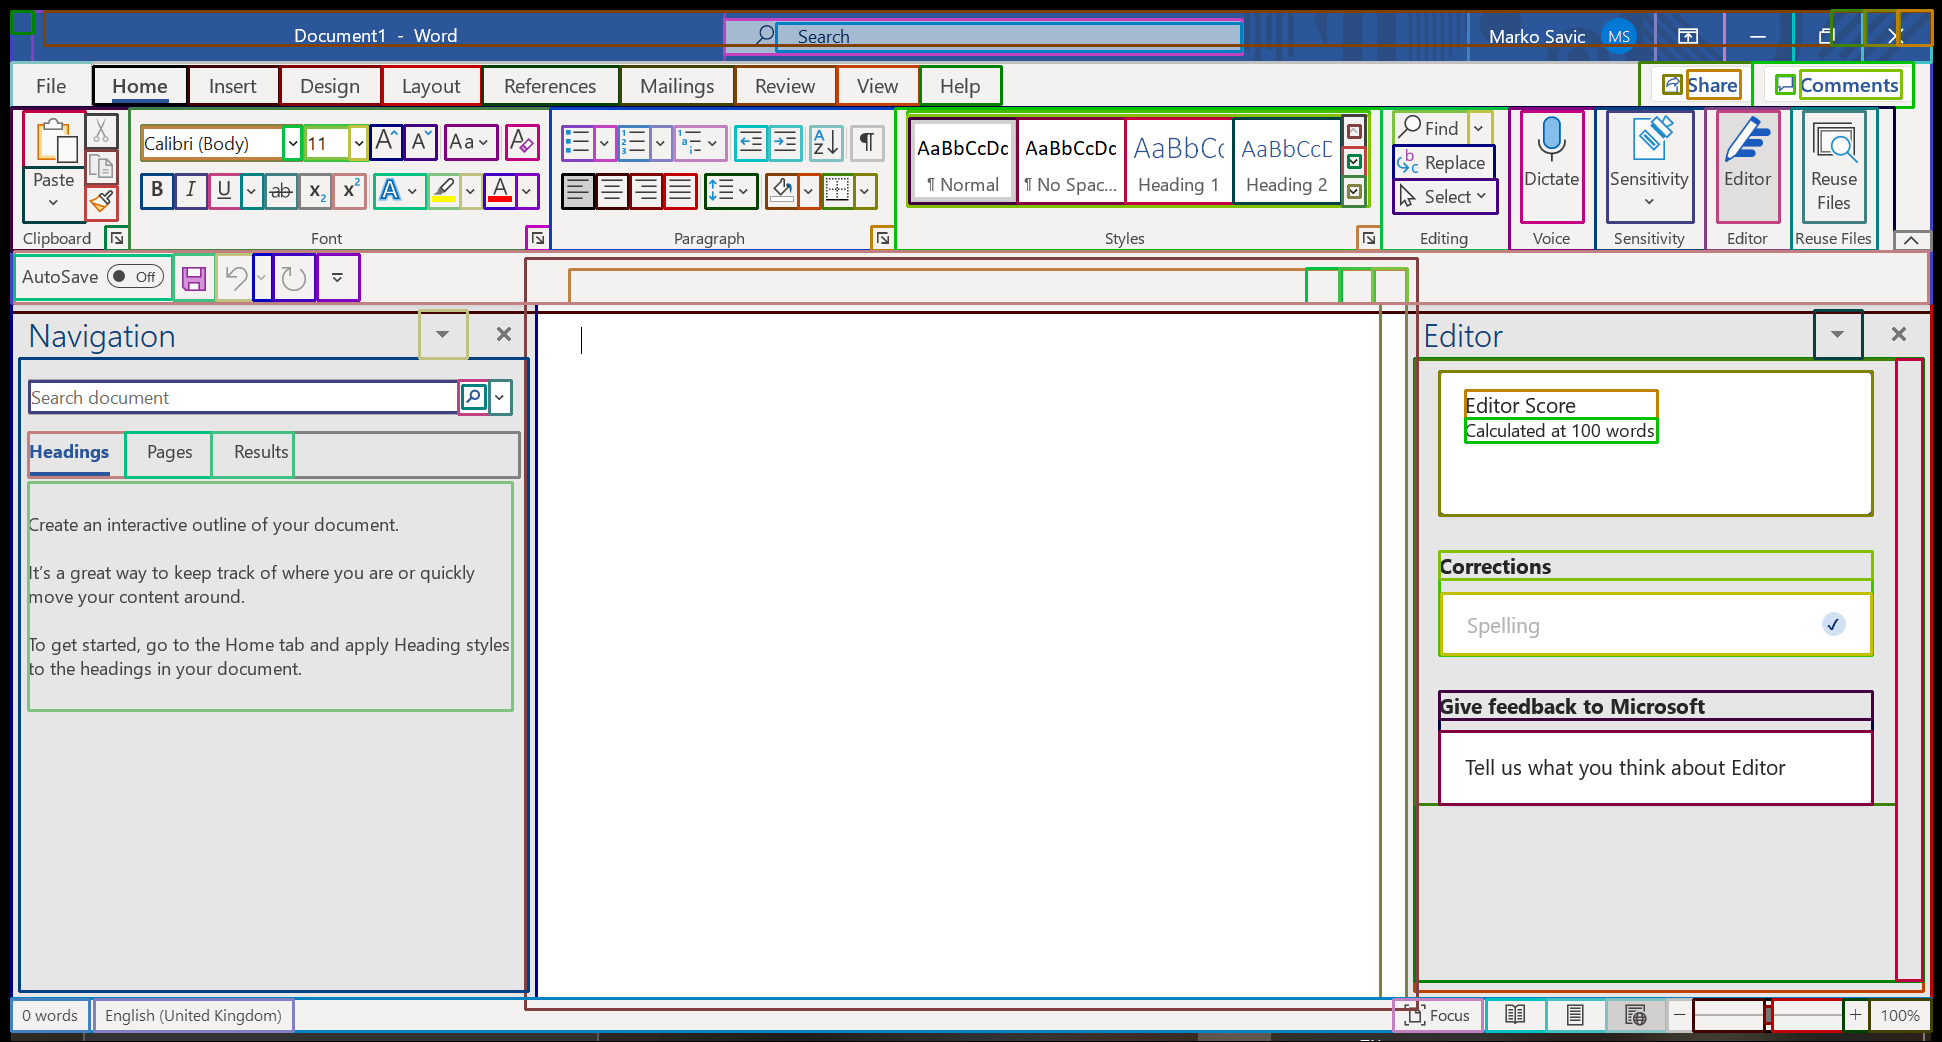 Document1 - Word
Search
Marko Savic
MS
File
Home
Insert
Design
Layout
References
Mailings
Review
View
Help
Share
Comments
Paste
Clipboard
Calibri (Body)
11
Aa
B I U ab x₂ x²
A
A
Font
Paragraph
AaBbCcDc
¶ Normal
AaBbCcDc
¶ No Spac...
AaBbCc
Heading 1
AaBbCcD
Heading 2
Styles
Find
Replace
Select
Editing
Dictate
Voice
Sensitivity
Sensitivity
Editor
Editor
Reuse
Files
Reuse Files
AutoSave
Off
Navigation
Search document
Headings
Pages
Results
Create an interactive outline of your document.
It's a great way to keep track of where you are or quickly
move your content around.
To get started, go to the Home tab and apply Heading styles
to the headings in your document.
Editor
Editor Score
Calculated at 100 words
Corrections
Spelling
Give feedback to Microsoft
Tell us what you think about Editor
0 words
English (United Kingdom)
Focus
100%